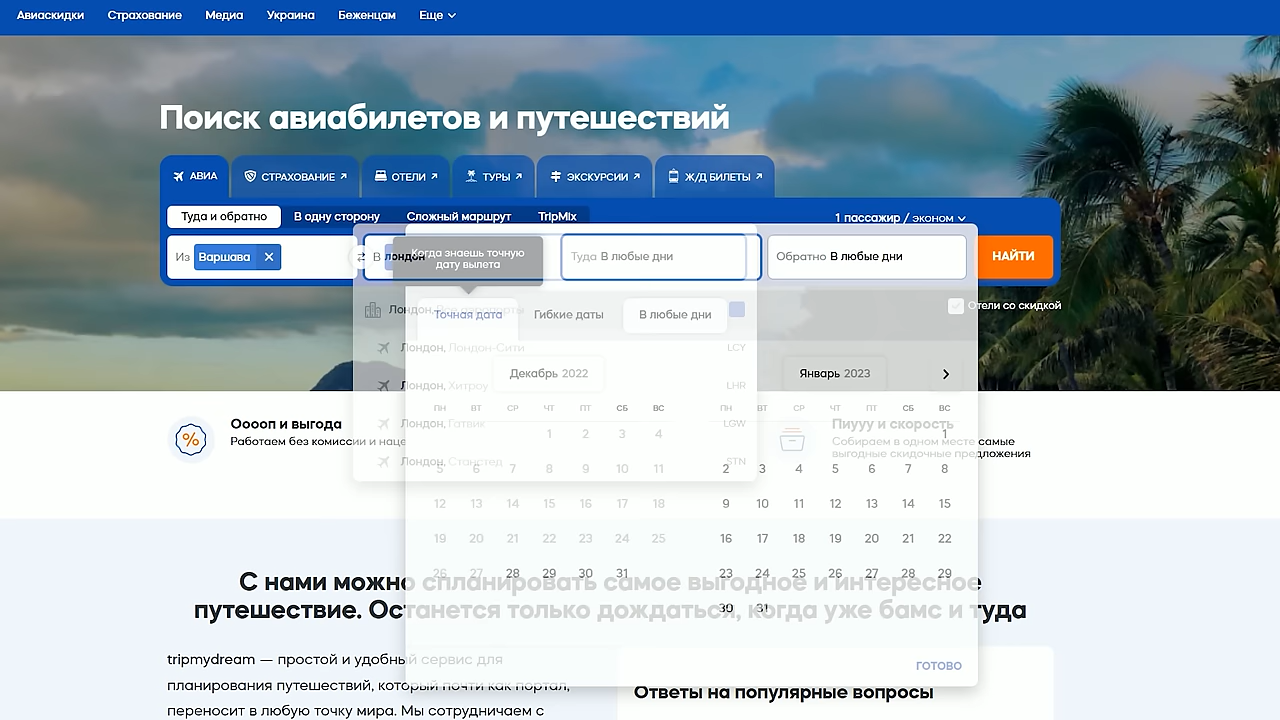 Авиаскидки Страхование Медиа Украина Беженцам Еще
Поиск авиабилетов и путешествий
АВИА СТРАХОВАНИЕ ОТЕЛИ ТУРЫ ЭКСКУРСИИ Ж/Д БИЛЕТЫ
Туда и обратно В одну сторону Сложный маршрут TripMix 1 пассажир / эконом
Из Варшава В лондон Туда В любые дни Обратно В любые дни НАЙТИ
Когда знаешь точную
дату вылета
Отели со скидкой
Точная дата Гибкие даты В любые дни
Лондон,
Лондон, Лондон-Сити LCY
Лондон, Хитроу LHR
Лондон, Гатвик LGW
Лондон, Станстед STN
Декабрь 2022 Январь 2023
ПН ВТ СР ЧТ ПТ СБ ВС ПН ВТ СР ЧТ ПТ СБ ВС
1 2 3 4 1
5 6 7 8 9 10 11 2 3 4 5 6 7 8
12 13 14 15 16 17 18 9 10 11 12 13 14 15
19 20 21 22 23 24 25 16 17 18 19 20 21 22
26 27 28 29 30 31 23 24 25 26 27 28 29
30 31
ГОТОВО
Оооо и выгода
Работаем без комиссии и наце
Пиууу и скорость
Собираем в одном месте самые
выгодные скидочные предложения
С нами можно спланировать самое выгодное и интересное
путешествие. Останется только дождаться, когда уже бамс и туда
tripmydream — простой и удобный сервис для
планирования путешествий, который почти как портал,
переносит в любую точку мира. Мы сотрудничаем с
Ответы на популярные вопросы